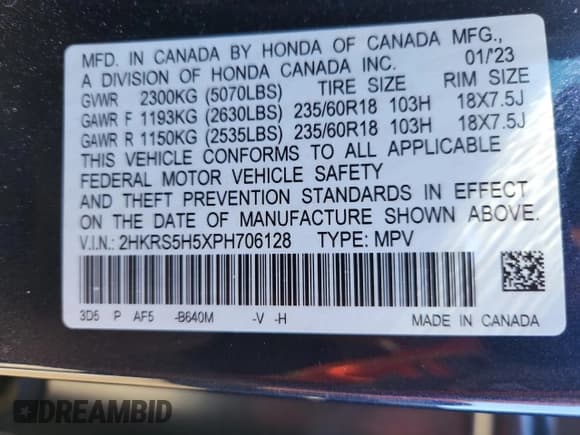 MFD. IN CANADA BY HONDA OF CANADA MFG.,
A DIVISION OF HONDA CANADA INC. 01/'23
GVWR 2300KG (5070LBS) TIRE SIZE RIM SIZE
GAWR F 1193KG (2630LBS) 235/60R18 103H 18X7.5J
GAWR R 1150KG (2535LBS) 235/60R18 103H 18X7.5J
THIS VEHICLE CONFORMS TO ALL APPLICABLE
FEDERAL MOTOR VEHICLE SAFETY
AND THEFT PREVENTION STANDARDS IN EFFECT
ON THE DATE OF MANUFACTURE SHOWN ABOVE.
V.I.N.: 2HKRS5H5XPH706128 TYPE: MPV
3D5 P AF5 -B640M -V -H MADE IN CANADA
DREAMBID